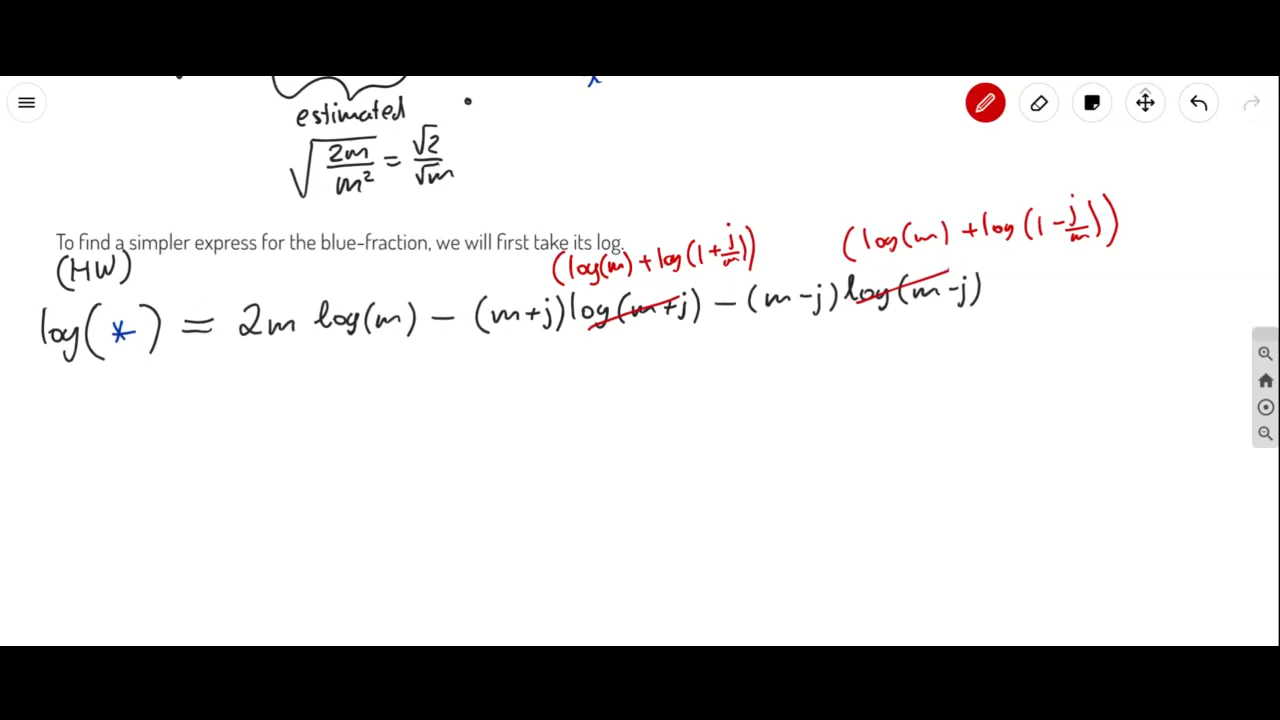 estimated
√(2m/m²) = √2/√m
To find a simpler express for the blue-fraction, we will first take its log.
(HW)
(log(m) + log(1 + j/m)) (log(m) + log(1 - j/m))
log(*) = 2m log(m) - (m+j) log(m+j) - (m-j) log(m-j)